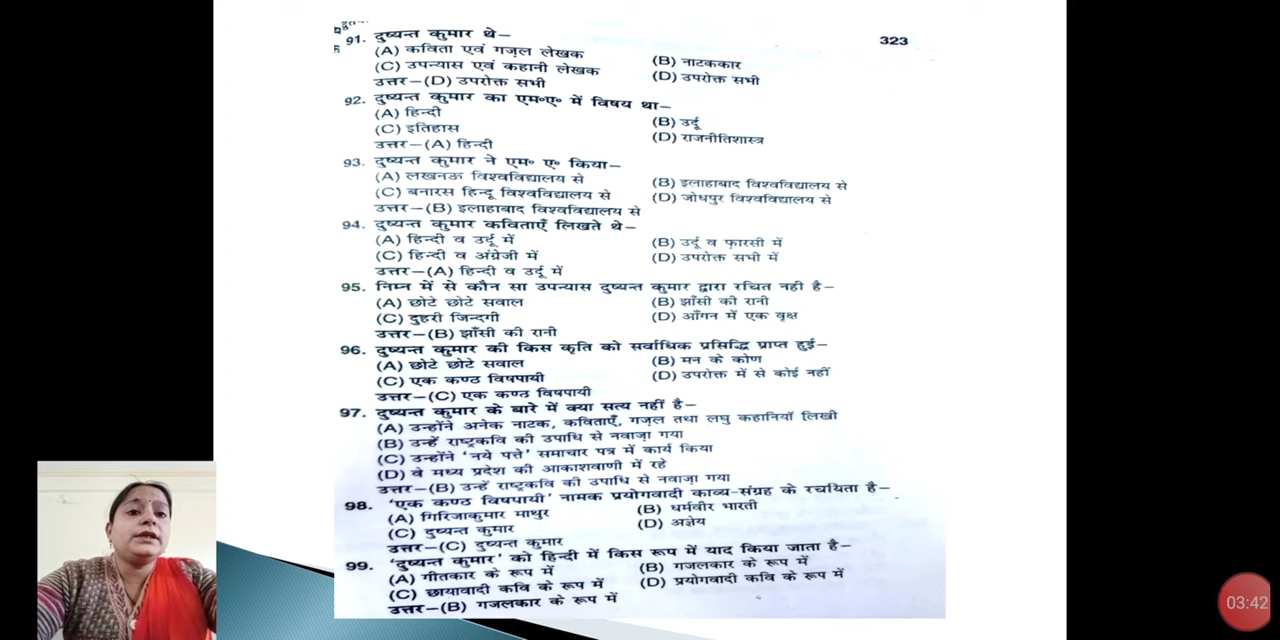 323
91. दुष्यन्त कुमार थे–
(A) कविता एवं गज़ल लेखक (B) नाटककार
(C) उपन्यास एवं कहानी लेखक (D) उपरोक्त सभी
उत्तर–(D) उपरोक्त सभी
92. दुष्यन्त कुमार का एम॰ए॰ में विषय था–
(A) हिन्दी (B) उर्दू
(C) इतिहास (D) राजनीतिशास्त्र
उत्तर–(A) हिन्दी
93. दुष्यन्त कुमार ने एम॰ ए॰ किया–
(A) लखनऊ विश्वविद्यालय से (B) इलाहाबाद विश्वविद्यालय से
(C) बनारस हिन्दू विश्वविद्यालय से (D) जोधपुर विश्वविद्यालय से
उत्तर–(B) इलाहाबाद विश्वविद्यालय से
94. दुष्यन्त कुमार कविताएँ लिखते थे–
(A) हिन्दी व उर्दू में (B) उर्दू व फ़ारसी में
(C) हिन्दी व अंग्रेजी में (D) उपरोक्त सभी में
उत्तर–(A) हिन्दी व उर्दू में
95. निम्न में से कौन सा उपन्यास दुष्यन्त कुमार द्वारा रचित नही है–
(A) छोटे छोटे सवाल (B) झाँसी की रानी
(C) दुहरी जिन्दगी (D) आँगन में एक वृक्ष
उत्तर–(B) झाँसी की रानी
96. दुष्यन्त कुमार की किस कृति को सर्वाधिक प्रसिद्धि प्राप्त हुई–
(A) छोटे छोटे सवाल (B) मन के कोण
(C) एक कण्ठ विषपायी (D) उपरोक्त में से कोई नहीं
उत्तर–(C) एक कण्ठ विषपायी
97. दुष्यन्त कुमार के बारे में क्या सत्य नहीं है–
(A) उन्होंने अनेक नाटक, कविताएँ, गज़ल तथा लघु कहानियाँ लिखी
(B) उन्हें राष्ट्रकवि की उपाधि से नवाज़ा गया
(C) उन्होंने 'नये पत्ते' समाचार पत्र में कार्य किया
(D) वे मध्य प्रदेश की आकाशवाणी में रहे
उत्तर–(B) उन्हें राष्ट्रकवि की उपाधि से नवाज़ा गया
98. 'एक कण्ठ विषपायी' नामक प्रयोगवादी काव्य-संग्रह के रचयिता है–
(A) गिरिजाकुमार माथुर (B) धर्मवीर भारती
(C) दुष्यन्त कुमार (D) अज्ञेय
उत्तर–(C) दुष्यन्त कुमार
99. 'दुष्यन्त कुमार' को हिन्दी में किस रूप में याद किया जाता है–
(A) गीतकार के रूप में (B) गजलकार के रूप में
(C) छायावादी कवि के रूप में (D) प्रयोगवादी कवि के रूप में
उत्तर–(B) गजलकार के रूप में
03:42